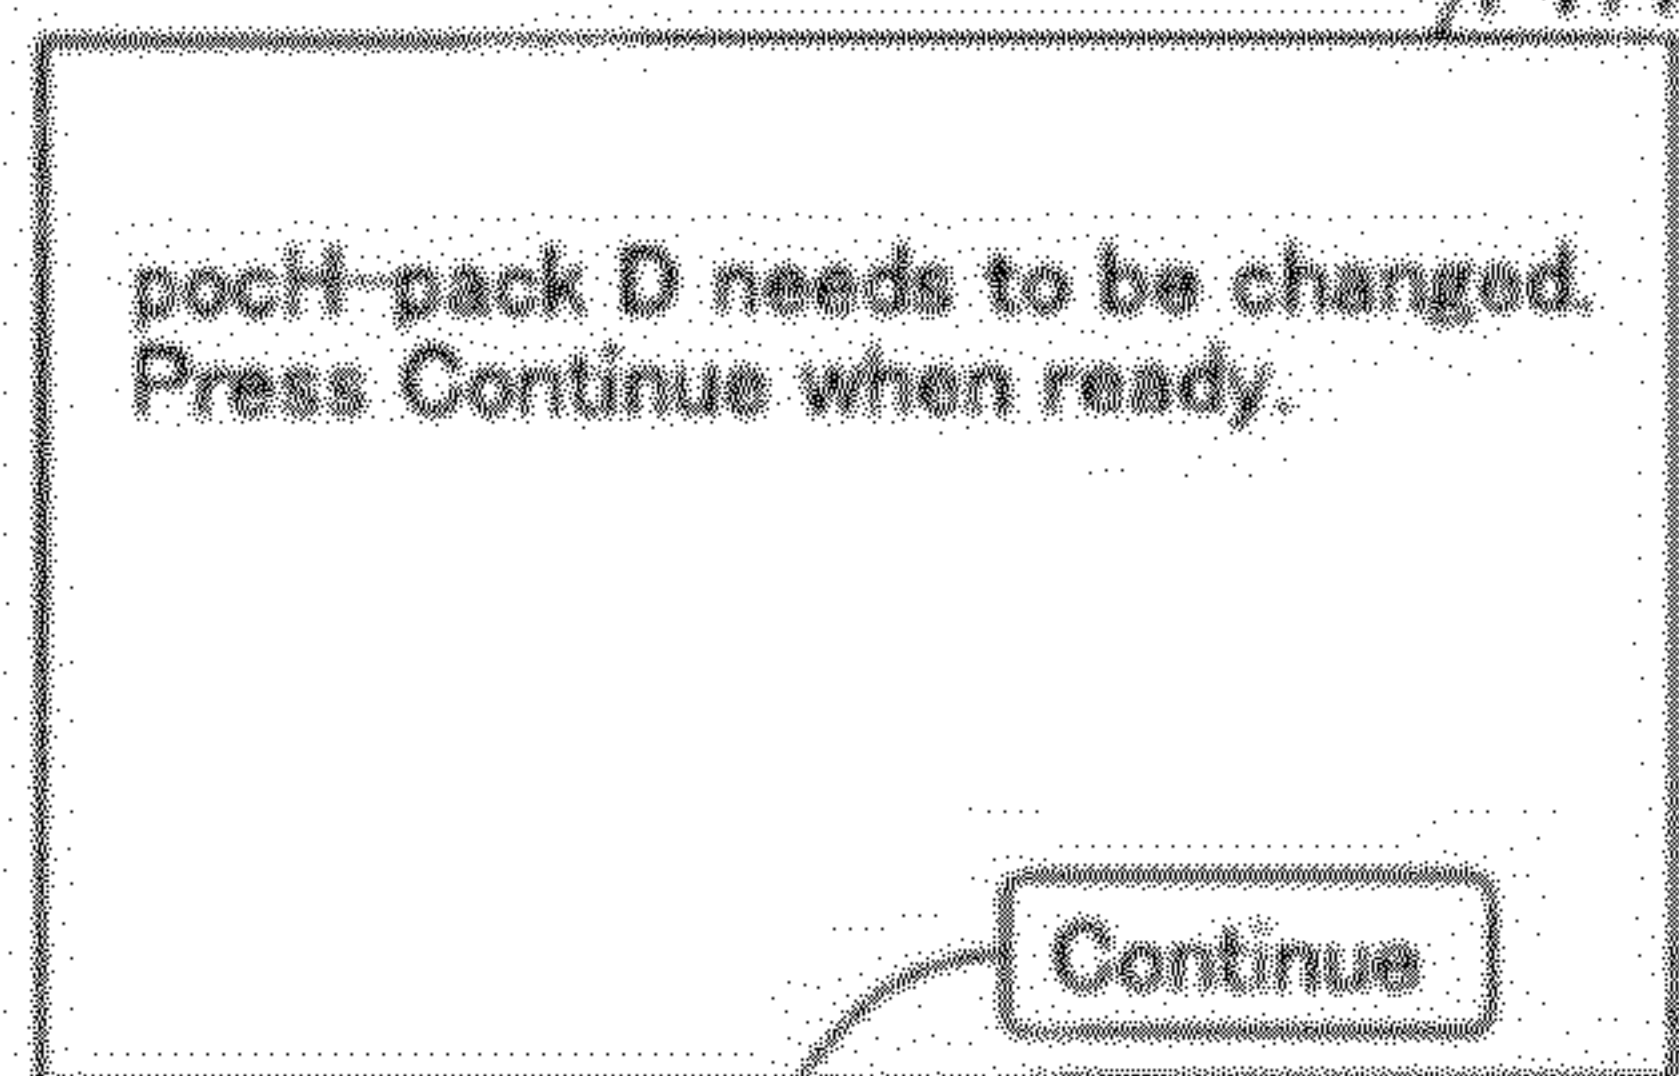 pocH-pack D needs to be changed.
Press Continue when ready.
Continue